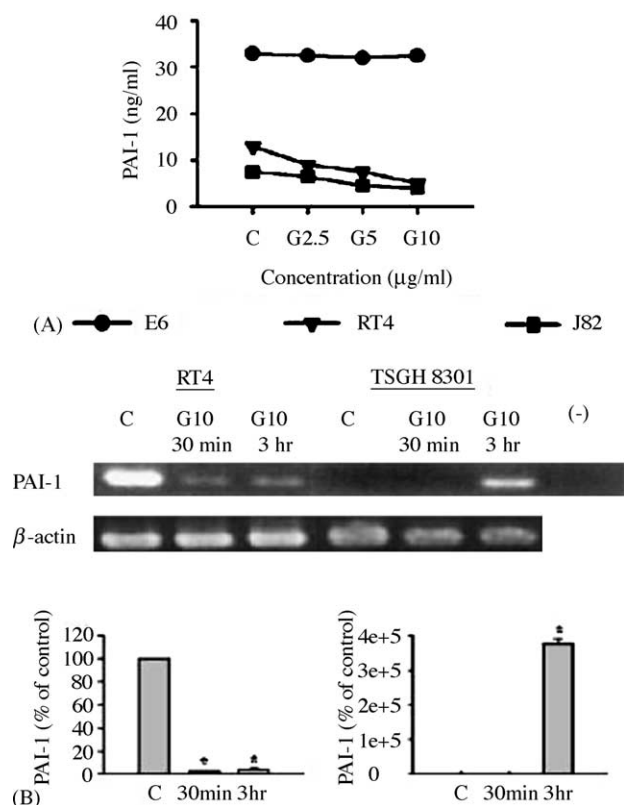 40
30
20
10
0
PAI-1
(ng/ml)
C G2.5 G5 G10
Concentration (μg/ml)
(A) E6 RT4 J82
RT4 TSGH 8301
C G10 G10 C G10 G10 (-)
30 min 3 hr 30 min 3 hr
PAI-1
β-actin
PAI-1 (% of control)
120
100
80
60
40
20
0
C 30min 3hr
*
*
PAI-1 (% of control)
4e+5
3e+5
2e+5
1e+5
0
C 30min 3hr
(B)